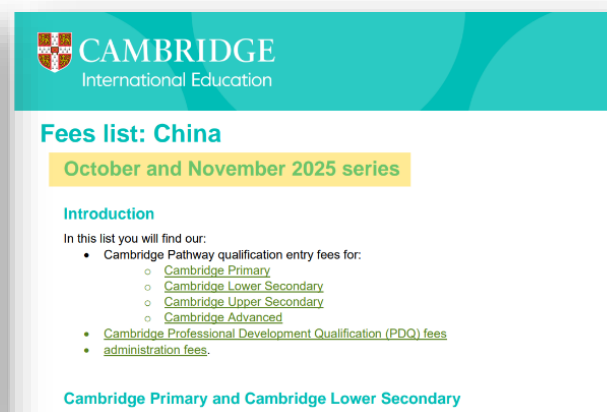 CAMBRIDGE
International Education
Fees list: China
October and November 2025 series
Introduction
In this list you will find our:
• Cambridge Pathway qualification entry fees for:
o Cambridge Primary
o Cambridge Lower Secondary
o Cambridge Upper Secondary
o Cambridge Advanced
• Cambridge Professional Development Qualification (PDQ) fees
• administration fees.
Cambridge Primary and Cambridge Lower Secondary